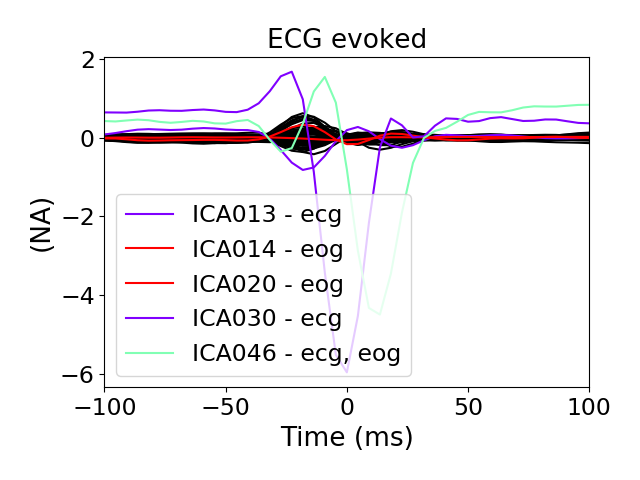 ECG evoked
2
0
−2
−4
−6
(NA)
ICA013 - ecg
ICA014 - eog
ICA020 - eog
ICA030 - ecg
ICA046 - ecg, eog
−100
−50
0
50
100
Time (ms)